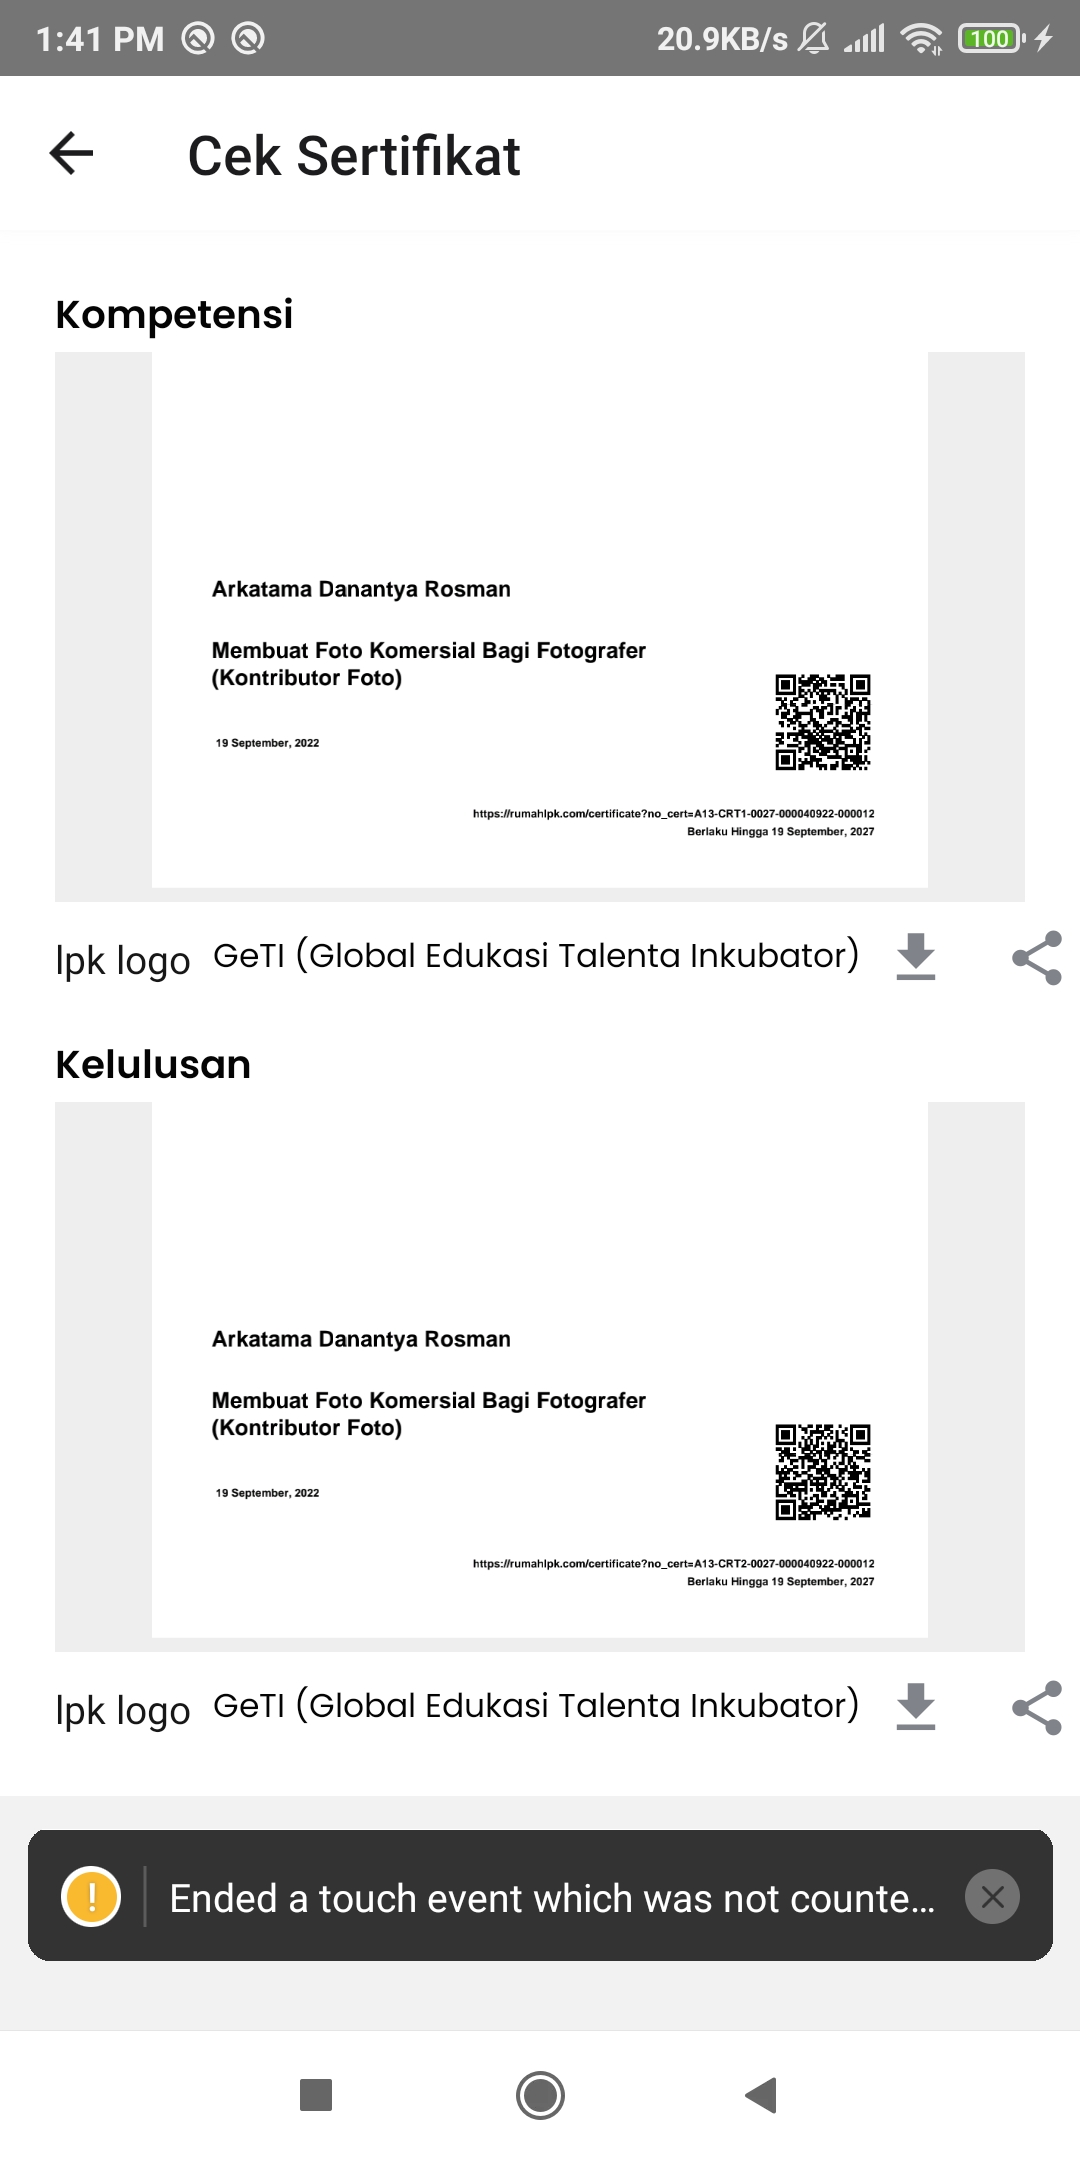 1:41 PM
20.9KB/s
100
Cek Sertifikat
Kompetensi
Arkatama Danantya Rosman
Membuat Foto Komersial Bagi Fotografer
(Kontributor Foto)
19 September, 2022
https://rumahlpk.com/certificate?no_cert=A13-CRT1-0027-000040922-000012
Berlaku Hingga 19 September, 2027
lpk logo
GeTI (Global Edukasi Talenta Inkubator)
Kelulusan
Arkatama Danantya Rosman
Membuat Foto Komersial Bagi Fotografer
(Kontributor Foto)
19 September, 2022
https://rumahlpk.com/certificate?no_cert=A13-CRT2-0027-000040922-000012
Berlaku Hingga 19 September, 2027
lpk logo
GeTI (Global Edukasi Talenta Inkubator)
Ended a touch event which was not counte...